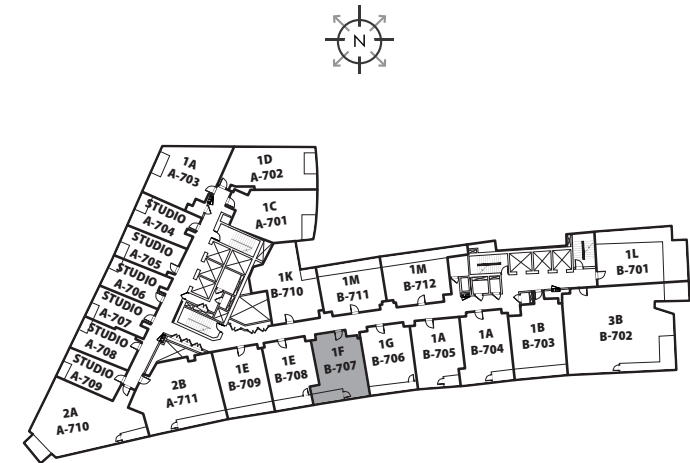 N
1A
A-703
1D
A-702
1C
A-701
STUDIO
A-704
STUDIO
A-705
STUDIO
A-706
STUDIO
A-707
STUDIO
A-708
STUDIO
A-709
2A
A-710
2B
A-711
1K
B-710
1M
B-711
1M
B-712
1L
B-701
1E
B-709
1E
B-708
1F
B-707
1G
B-706
1A
B-705
1A
B-704
1B
B-703
3B
B-702